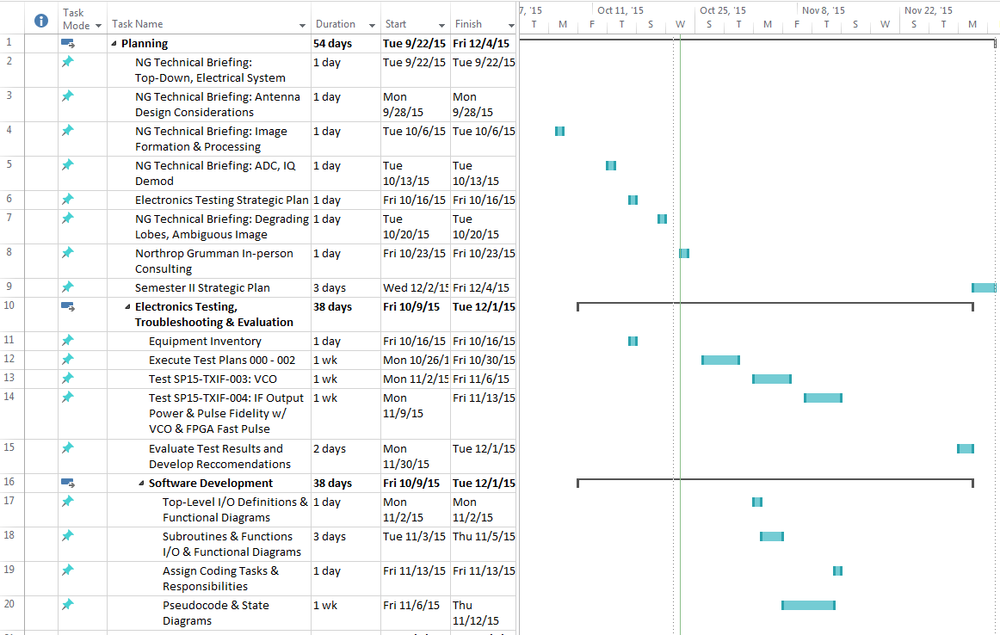 7, '15 Oct 11, '15 Oct 25, '15 Nov 8, '15 Nov 22, '15
Task Mode Task Name Duration Start Finish T M F T S W S T M F T S W S T M
1 Planning 54 days Tue 9/22/15 Fri 12/4/15
2 NG Technical Briefing: 1 day Tue 9/22/15 Tue 9/22/15
Top-Down, Electrical System
3 NG Technical Briefing: Antenna 1 day Mon Mon
Design Considerations 9/28/15 9/28/15
4 NG Technical Briefing: Image 1 day Tue 10/6/15 Tue 10/6/15
Formation & Processing
5 NG Technical Briefing: ADC, IQ 1 day Tue Tue
Demod 10/13/15 10/13/15
6 Electronics Testing Strategic Plan 1 day Fri 10/16/15 Fri 10/16/15
7 NG Technical Briefing: Degrading 1 day Tue Tue
Lobes, Ambiguous Image 10/20/15 10/20/15
8 Northrop Grumman In-person 1 day Fri 10/23/15 Fri 10/23/15
Consulting
9 Semester II Strategic Plan 3 days Wed 12/2/15 Fri 12/4/15
10 Electronics Testing, 38 days Fri 10/9/15 Tue 12/1/15
Troubleshooting & Evaluation
11 Equipment Inventory 1 day Fri 10/16/15 Fri 10/16/15
12 Execute Test Plans 000 - 002 1 wk Mon 10/26/1 Fri 10/30/15
13 Test SP15-TXIF-003: VCO 1 wk Mon 11/2/15 Fri 11/6/15
14 Test SP15-TXIF-004: IF Output 1 wk Mon Fri 11/13/15
Power & Pulse Fidelity w/ 11/9/15
VCO & FPGA Fast Pulse
15 Evaluate Test Results and 2 days Mon Tue 12/1/15
Develop Reccomendations 11/30/15
16 Software Development 38 days Fri 10/9/15 Tue 12/1/15
17 Top-Level I/O Definitions & 1 day Mon Mon
Functional Diagrams 11/2/15 11/2/15
18 Subroutines & Functions 3 days Tue 11/3/15 Thu 11/5/15
I/O & Functional Diagrams
19 Assign Coding Tasks & 1 day Fri 11/13/15 Fri 11/13/15
Responsibilities
20 Pseudocode & State 1 wk Fri 11/6/15 Thu
Diagrams 11/12/15